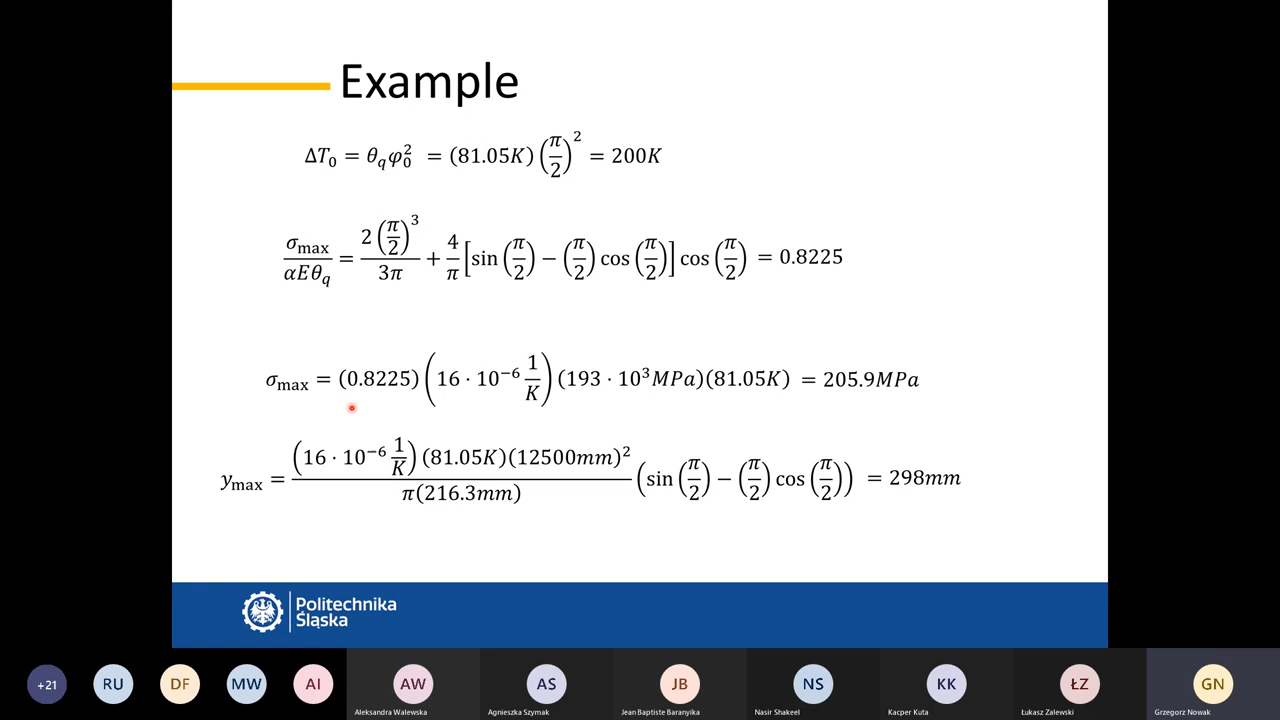 Example
ΔT₀ = θ_qφ₀² = (81.05K)(π/2)² = 200K
σ_max/αEθ_q = 2(π/2)³/3π + 4/π[sin(π/2) − (π/2)cos(π/2)]cos(π/2) = 0.8225
σ_max = (0.8225)(16 · 10⁻⁶ 1/K)(193 · 10³MPa)(81.05K) = 205.9MPa
y_max = (16 · 10⁻⁶ 1/K)(81.05K)(12500mm)²/π(216.3mm) (sin(π/2) − (π/2)cos(π/2)) = 298mm
Politechnika
Śląska
+21 RU DF MW AI AW AS JB NS KK ŁZ GN
Aleksandra Walewska Agnieszka Szymak Jean Baptiste Baranyika Nasir Shakeel Kacper Kuta Łukasz Zalewski Grzegorz Nowak